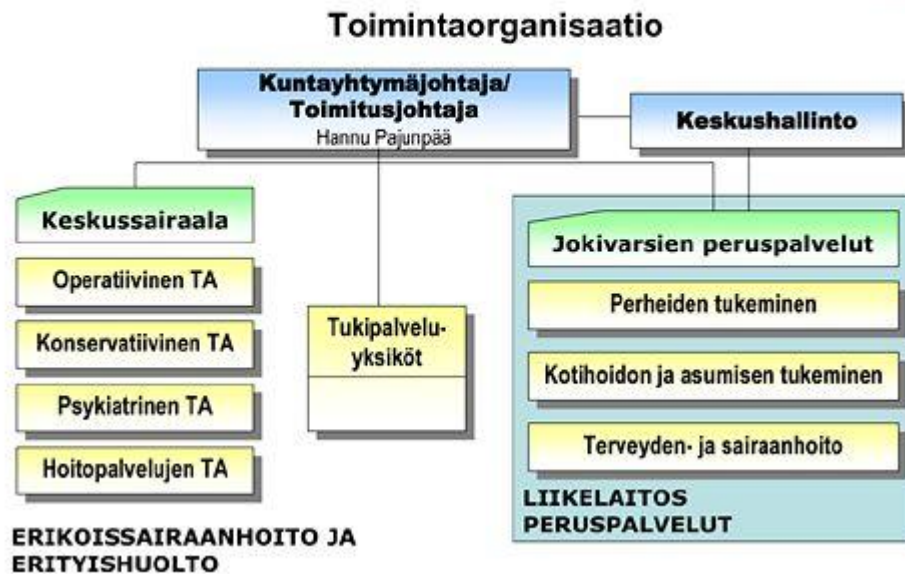 Toimintaorganisaatio
Kuntayhtymäjohtaja/
Toimitusjohtaja
Hannu Pajunpää
Keskushallinto
Keskussairaala
Operatiivinen TA
Konservatiivinen TA
Psykiatrinen TA
Hoitopalvelujen TA
ERIKOISSAIRAANHOITO JA
ERITYISHUOLTO
Tukipalvelu-
yksiköt
Jokivarsien peruspalvelut
Perheiden tukeminen
Kotihoidon ja asumisen tukeminen
Terveyden- ja sairaanhoito
LIIKELAITOS
PERUSPALVELUT